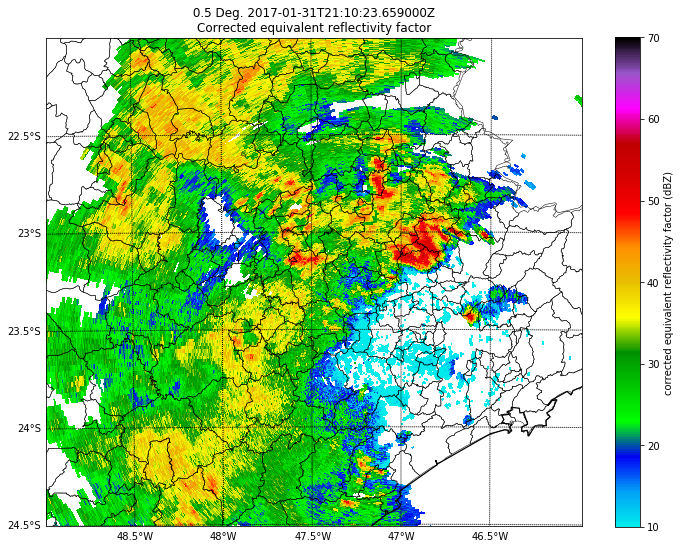 0.5 Deg. 2017-01-31T21:10:23.659000Z
Corrected equivalent reflectivity factor
22.5°S
23°S
23.5°S
24°S
24.5°S
48.5°W
48°W
47.5°W
47°W
46.5°W
70
60
50
40
30
20
10
corrected equivalent reflectivity factor (dBZ)